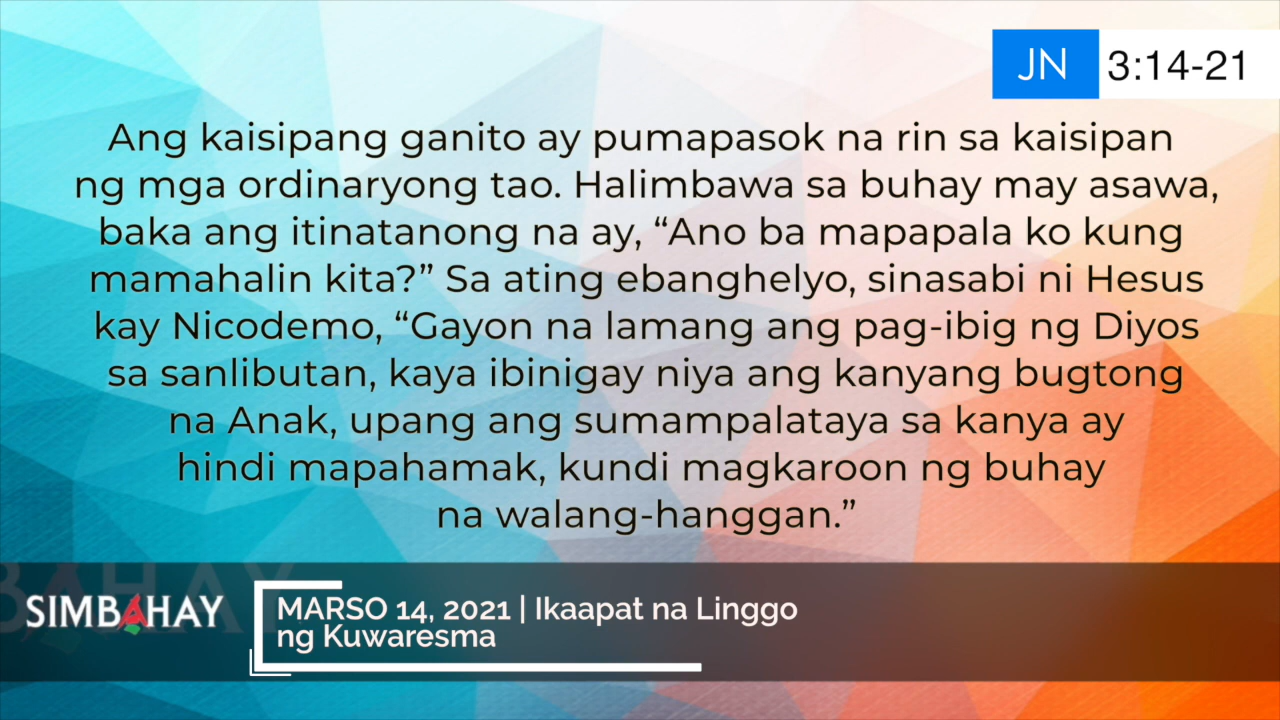 JN 3:14-21
Ang kaisipang ganito ay pumapasok na rin sa kaisipan
ng mga ordinaryong tao. Halimbawa sa buhay may asawa,
baka ang itinatanong na ay, “Ano ba mapapala ko kung
mamahalin kita?” Sa ating ebanghelyo, sinasabi ni Hesus
kay Nicodemo, “Gayon na lamang ang pag-ibig ng Diyos
sa sanlibutan, kaya ibinigay niya ang kanyang bugtong
na Anak, upang ang sumampalataya sa kanya ay
hindi mapahamak, kundi magkaroon ng buhay
na walang-hanggan.”
SIMBAHAY
MARSO 14, 2021 | Ikaapat na Linggo
ng Kuwaresma